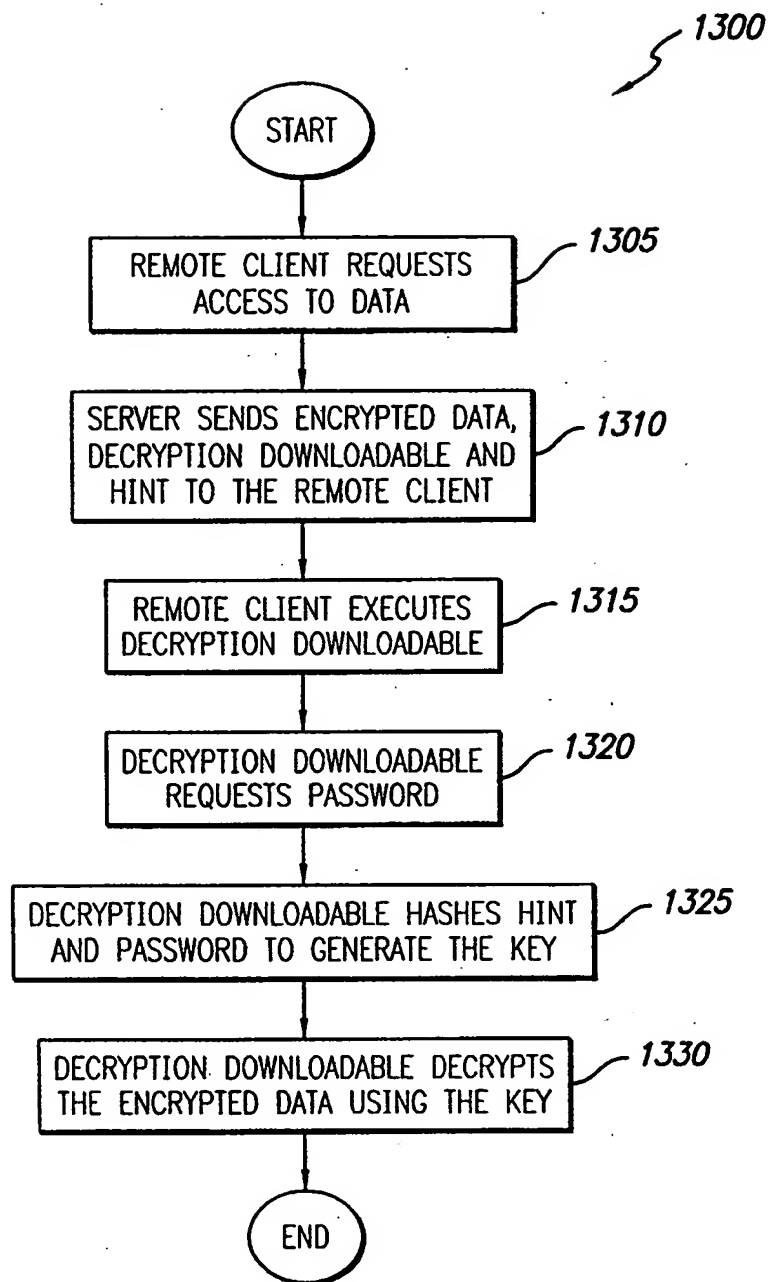 1300
START
REMOTE CLIENT REQUESTS
ACCESS TO DATA
1305
SERVER SENDS ENCRYPTED DATA,
DECRYPTION DOWNLOADABLE AND
HINT TO THE REMOTE CLIENT
1310
REMOTE CLIENT EXECUTES
DECRYPTION DOWNLOADABLE
1315
DECRYPTION DOWNLOADABLE
REQUESTS PASSWORD
1320
DECRYPTION DOWNLOADABLE HASHES HINT
AND PASSWORD TO GENERATE THE KEY
1325
DECRYPTION DOWNLOADABLE DECRYPTS
THE ENCRYPTED DATA USING THE KEY
1330
END